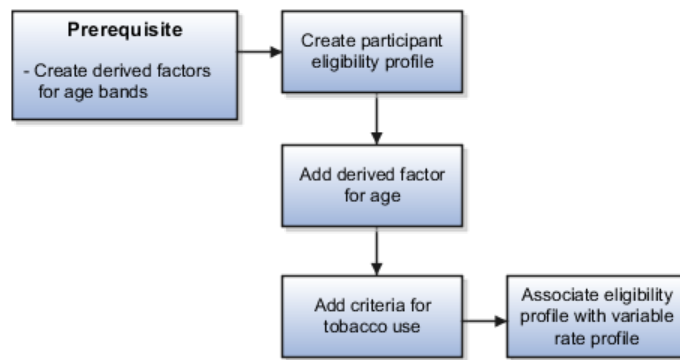 Prerequisite
- Create derived factors
for age bands
Create participant
eligibility profile
Add derived factor
for age
Add criteria for
tobacco use
Associate eligibility
profile with variable
rate profile